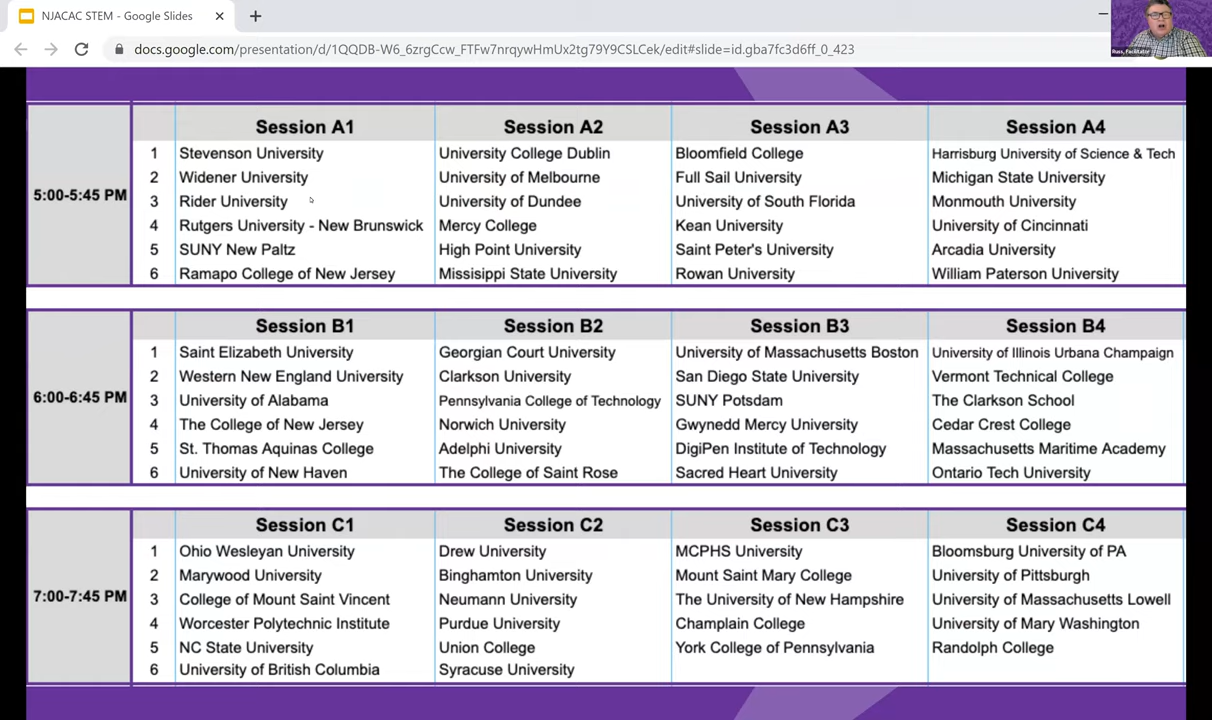 NJACAC STEM - Google Slides
docs.google.com/presentation/d/1QQDB-W6_6zrgCcw_FTFw7nrqywHmUx2tg79Y9CSLCek/edit#slide=id.gba7fc3d6ff_0_423
Russ, Facilitator
5:00-5:45 PM
Session A1 Session A2 Session A3 Session A4
1 Stevenson University University College Dublin Bloomfield College Harrisburg University of Science & Tech
2 Widener University University of Melbourne Full Sail University Michigan State University
3 Rider University University of Dundee University of South Florida Monmouth University
4 Rutgers University - New Brunswick Mercy College Kean University University of Cincinnati
5 SUNY New Paltz High Point University Saint Peter's University Arcadia University
6 Ramapo College of New Jersey Missisippi State University Rowan University William Paterson University
6:00-6:45 PM
Session B1 Session B2 Session B3 Session B4
1 Saint Elizabeth University Georgian Court University University of Massachusetts Boston University of Illinois Urbana Champaign
2 Western New England University Clarkson University San Diego State University Vermont Technical College
3 University of Alabama Pennsylvania College of Technology SUNY Potsdam The Clarkson School
4 The College of New Jersey Norwich University Gwynedd Mercy University Cedar Crest College
5 St. Thomas Aquinas College Adelphi University DigiPen Institute of Technology Massachusetts Maritime Academy
6 University of New Haven The College of Saint Rose Sacred Heart University Ontario Tech University
7:00-7:45 PM
Session C1 Session C2 Session C3 Session C4
1 Ohio Wesleyan University Drew University MCPHS University Bloomsburg University of PA
2 Marywood University Binghamton University Mount Saint Mary College University of Pittsburgh
3 College of Mount Saint Vincent Neumann University The University of New Hampshire University of Massachusetts Lowell
4 Worcester Polytechnic Institute Purdue University Champlain College University of Mary Washington
5 NC State University Union College York College of Pennsylvania Randolph College
6 University of British Columbia Syracuse University